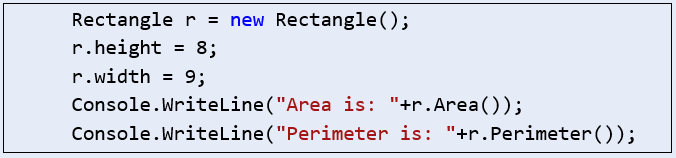 Rectangle r = new Rectangle();
r.height = 8;
r.width = 9;
Console.WriteLine("Area is: "+r.Area());
Console.WriteLine("Perimeter is: "+r.Perimeter());